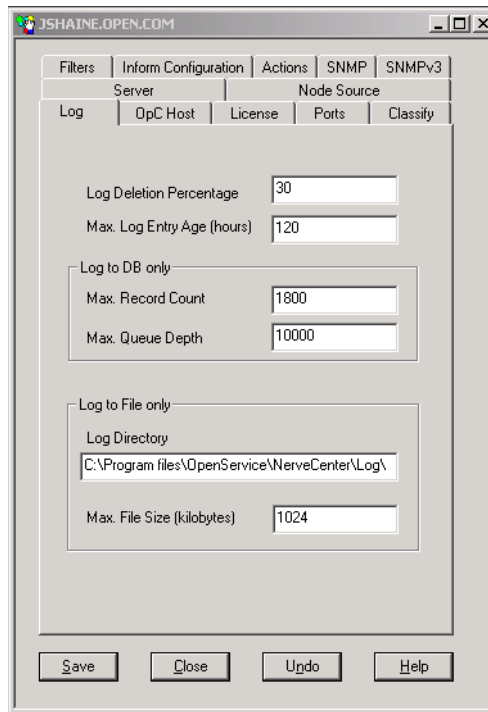 JSHAINE.OPEN.COM
Filters Inform Configuration Actions SNMP SNMPv3
Server Node Source
Log OpC Host License Ports Classify
Log Deletion Percentage 30
Max. Log Entry Age (hours) 120
Log to DB only
Max. Record Count 1800
Max. Queue Depth 10000
Log to File only
Log Directory
C:\Program files\OpenService\NerveCenter\Log\
Max. File Size (kilobytes) 1024
Save Close Undo Help